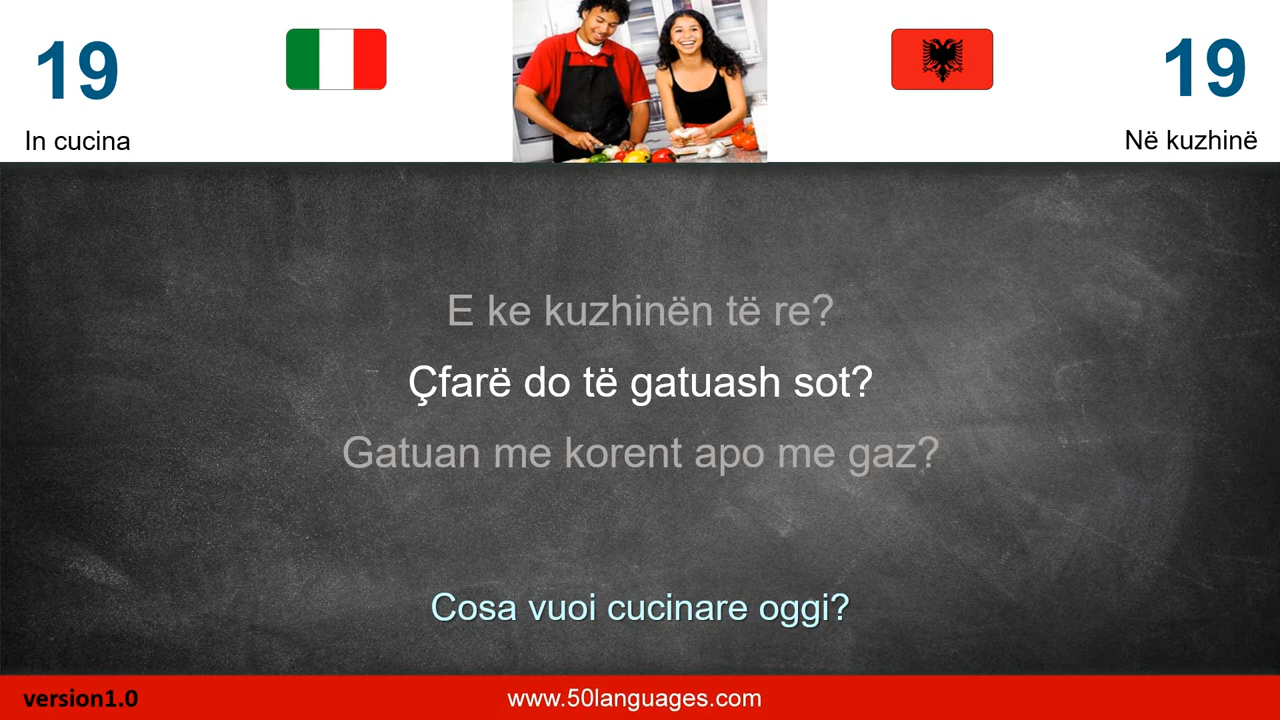 19
19
In cucina
Në kuzhinë
E ke kuzhinën të re?
Çfarë do të gatuash sot?
Gatuan me korent apo me gaz?
Cosa vuoi cucinare oggi?
version1.0
www.50languages.com